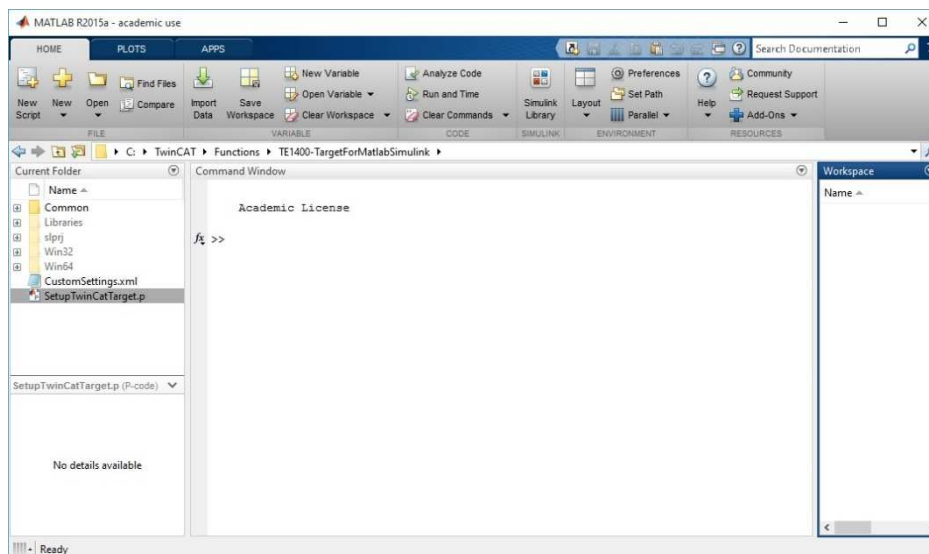 MATLAB R2015a - academic use
HOME PLOTS APPS
Search Documentation
New Script
New
Open
Find Files
Compare
FILE
Import Data
Save Workspace
New Variable
Open Variable
Clear Workspace
VARIABLE
Analyze Code
Run and Time
Clear Commands
CODE
Simulink Library
SIMULINK
Layout
Preferences
Set Path
Parallel
ENVIRONMENT
Help
Community
Request Support
Add-Ons
RESOURCES
C: TwinCAT Functions TE1400-TargetForMatlabSimulink
Current Folder
Name
Common
Libraries
slprj
Win32
Win64
CustomSettings.xml
SetupTwinCatTarget.p
SetupTwinCatTarget.p (P-code)
No details available
Command Window
Academic License
fx >>
Workspace
Name
Ready